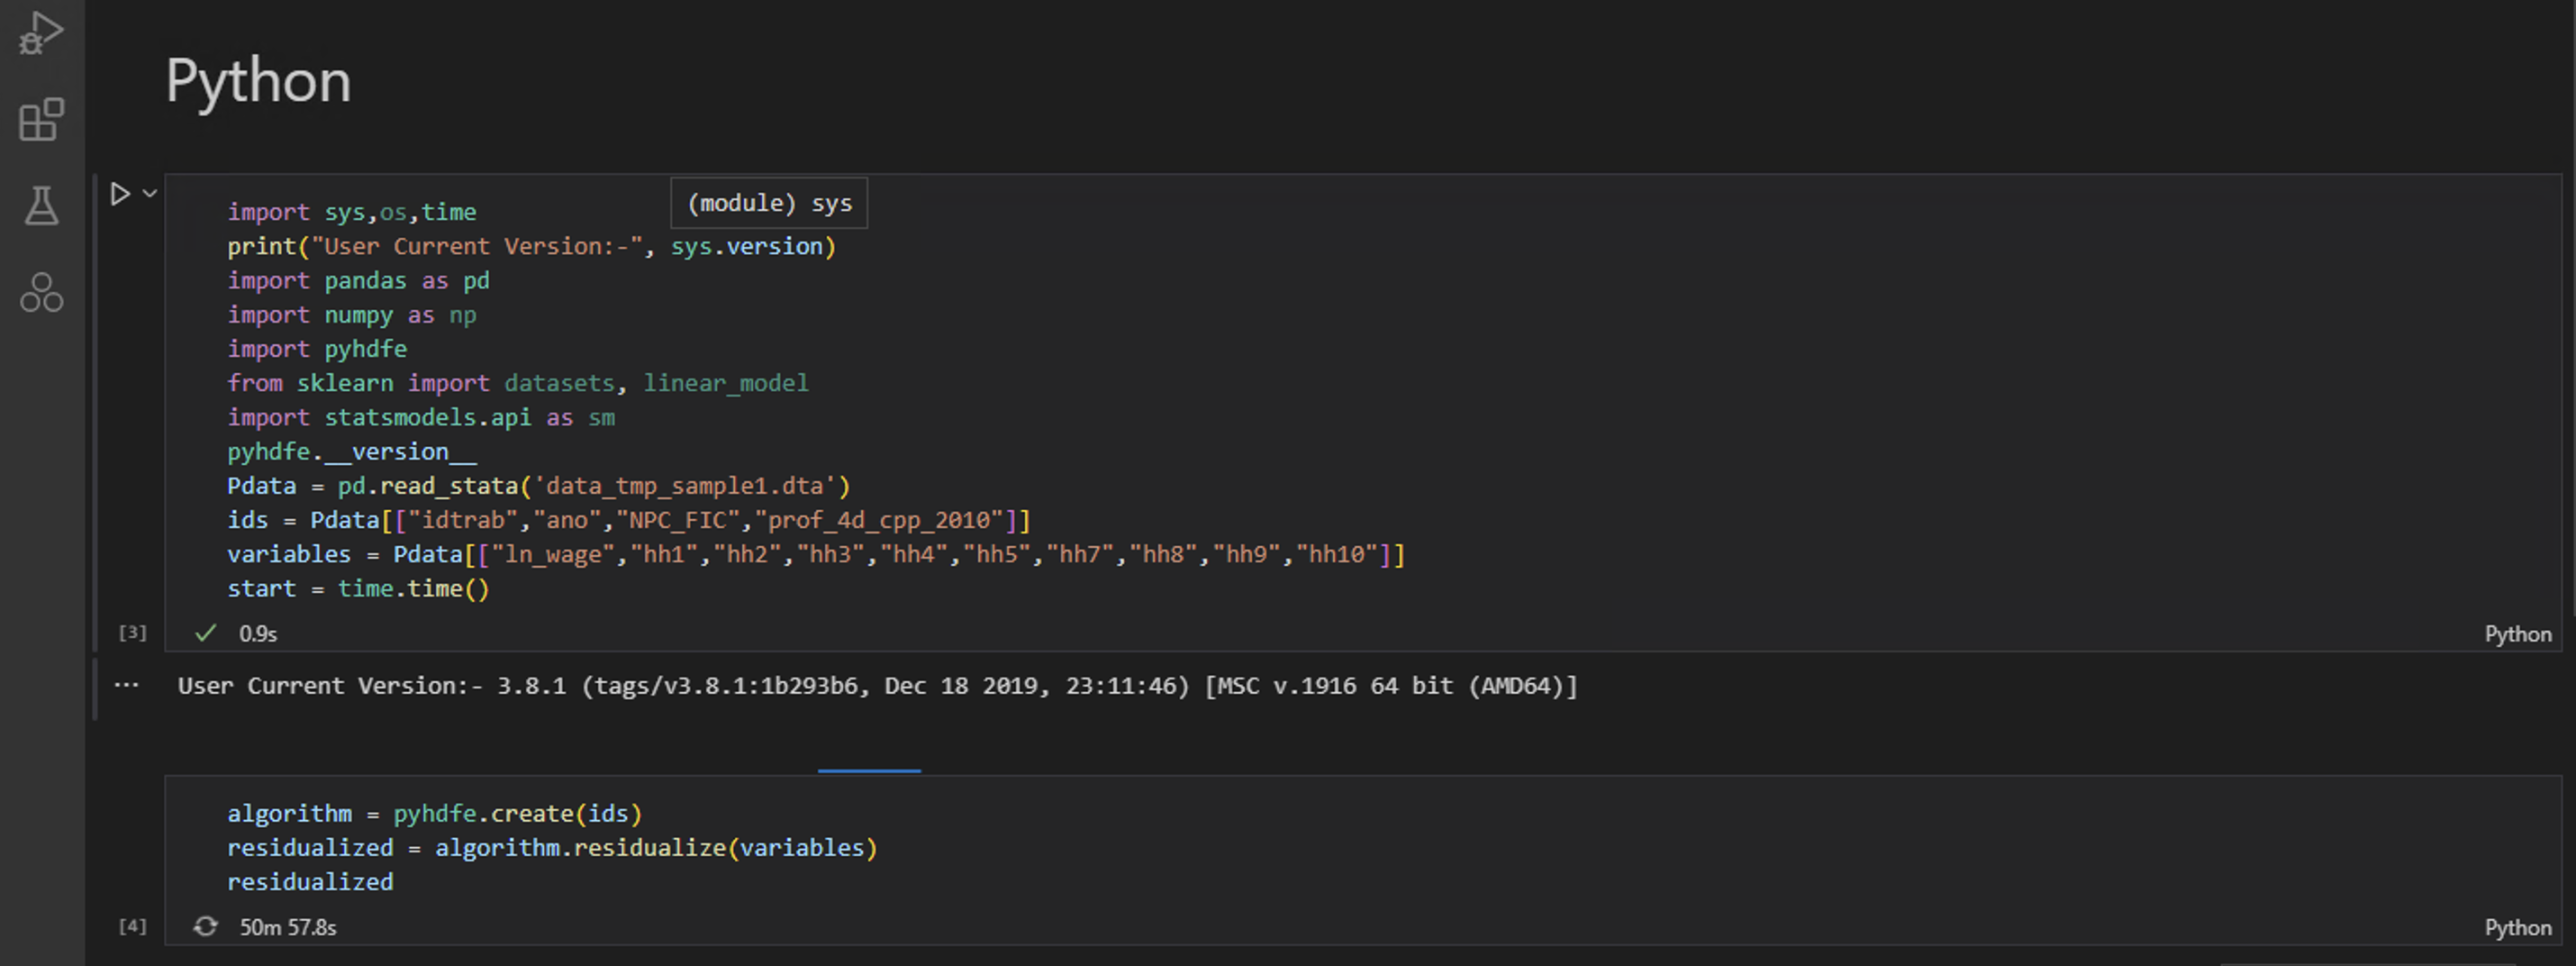 Python
(module) sys
import sys,os,time
print("User Current Version:-", sys.version)
import pandas as pd
import numpy as np
import pyhdfe
from sklearn import datasets, linear_model
import statsmodels.api as sm
pyhdfe.__version__
Pdata = pd.read_stata('data_tmp_sample1.dta')
ids = Pdata[["idtrab","ano","NPC_FIC","prof_4d_cpp_2010"]]
variables = Pdata[["ln_wage","hh1","hh2","hh3","hh4","hh5","hh7","hh8","hh9","hh10"]]
start = time.time()
[3] 0.9s Python
... User Current Version:- 3.8.1 (tags/v3.8.1:1b293b6, Dec 18 2019, 23:11:46) [MSC v.1916 64 bit (AMD64)]
algorithm = pyhdfe.create(ids)
residualized = algorithm.residualize(variables)
residualized
[4] 50m 57.8s Python